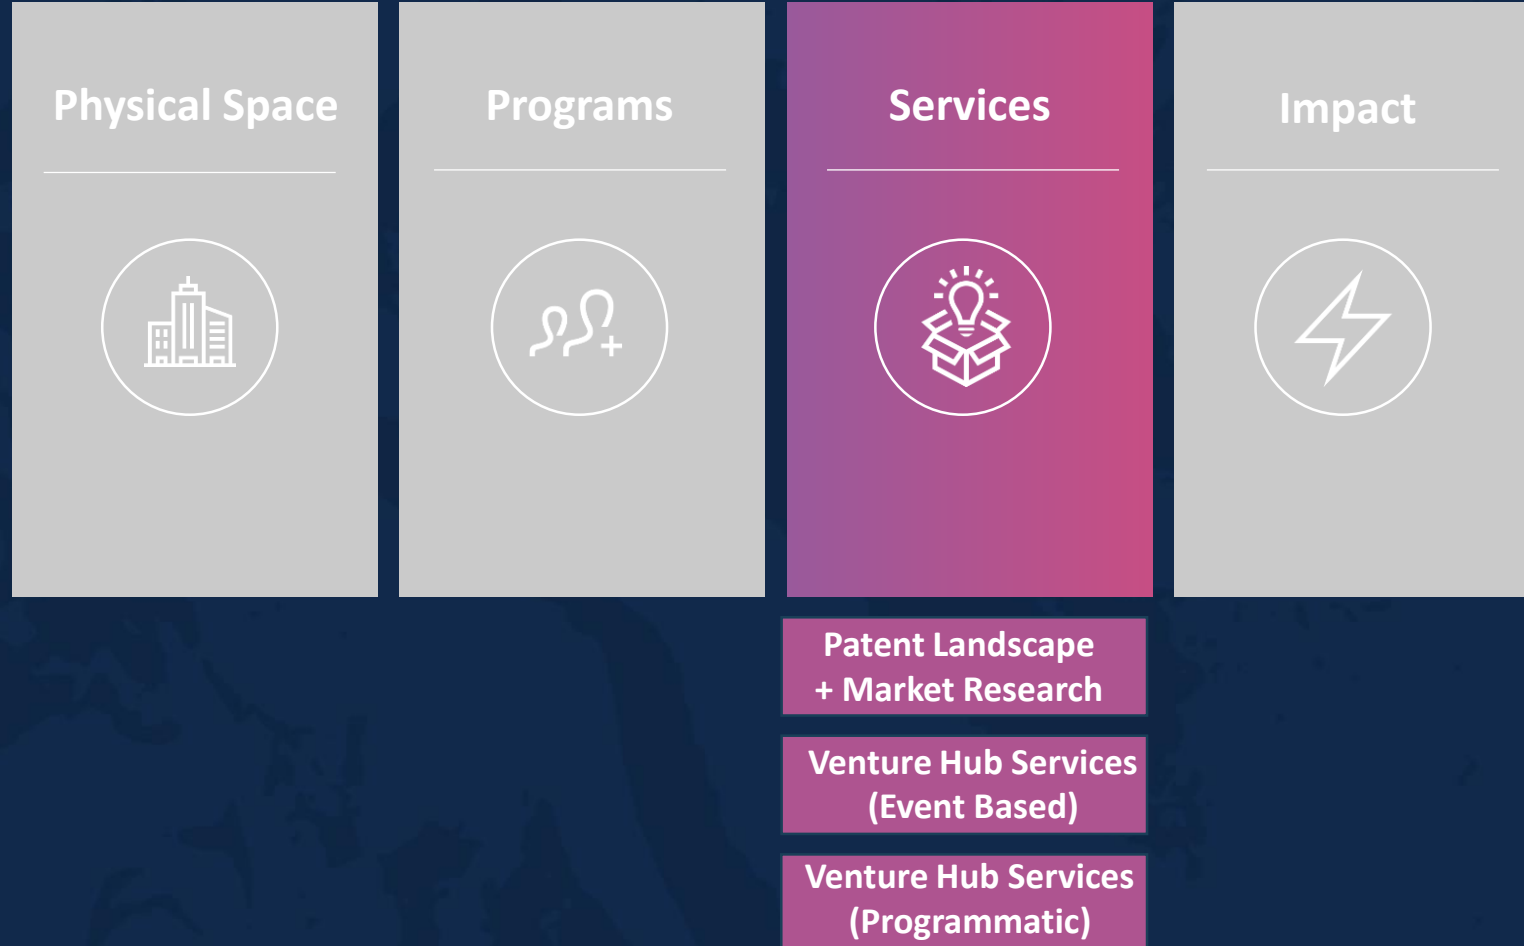 Physical Space
Programs
Services
Impact
Patent Landscape
+ Market Research
Venture Hub Services
(Event Based)
Venture Hub Services
(Programmatic)